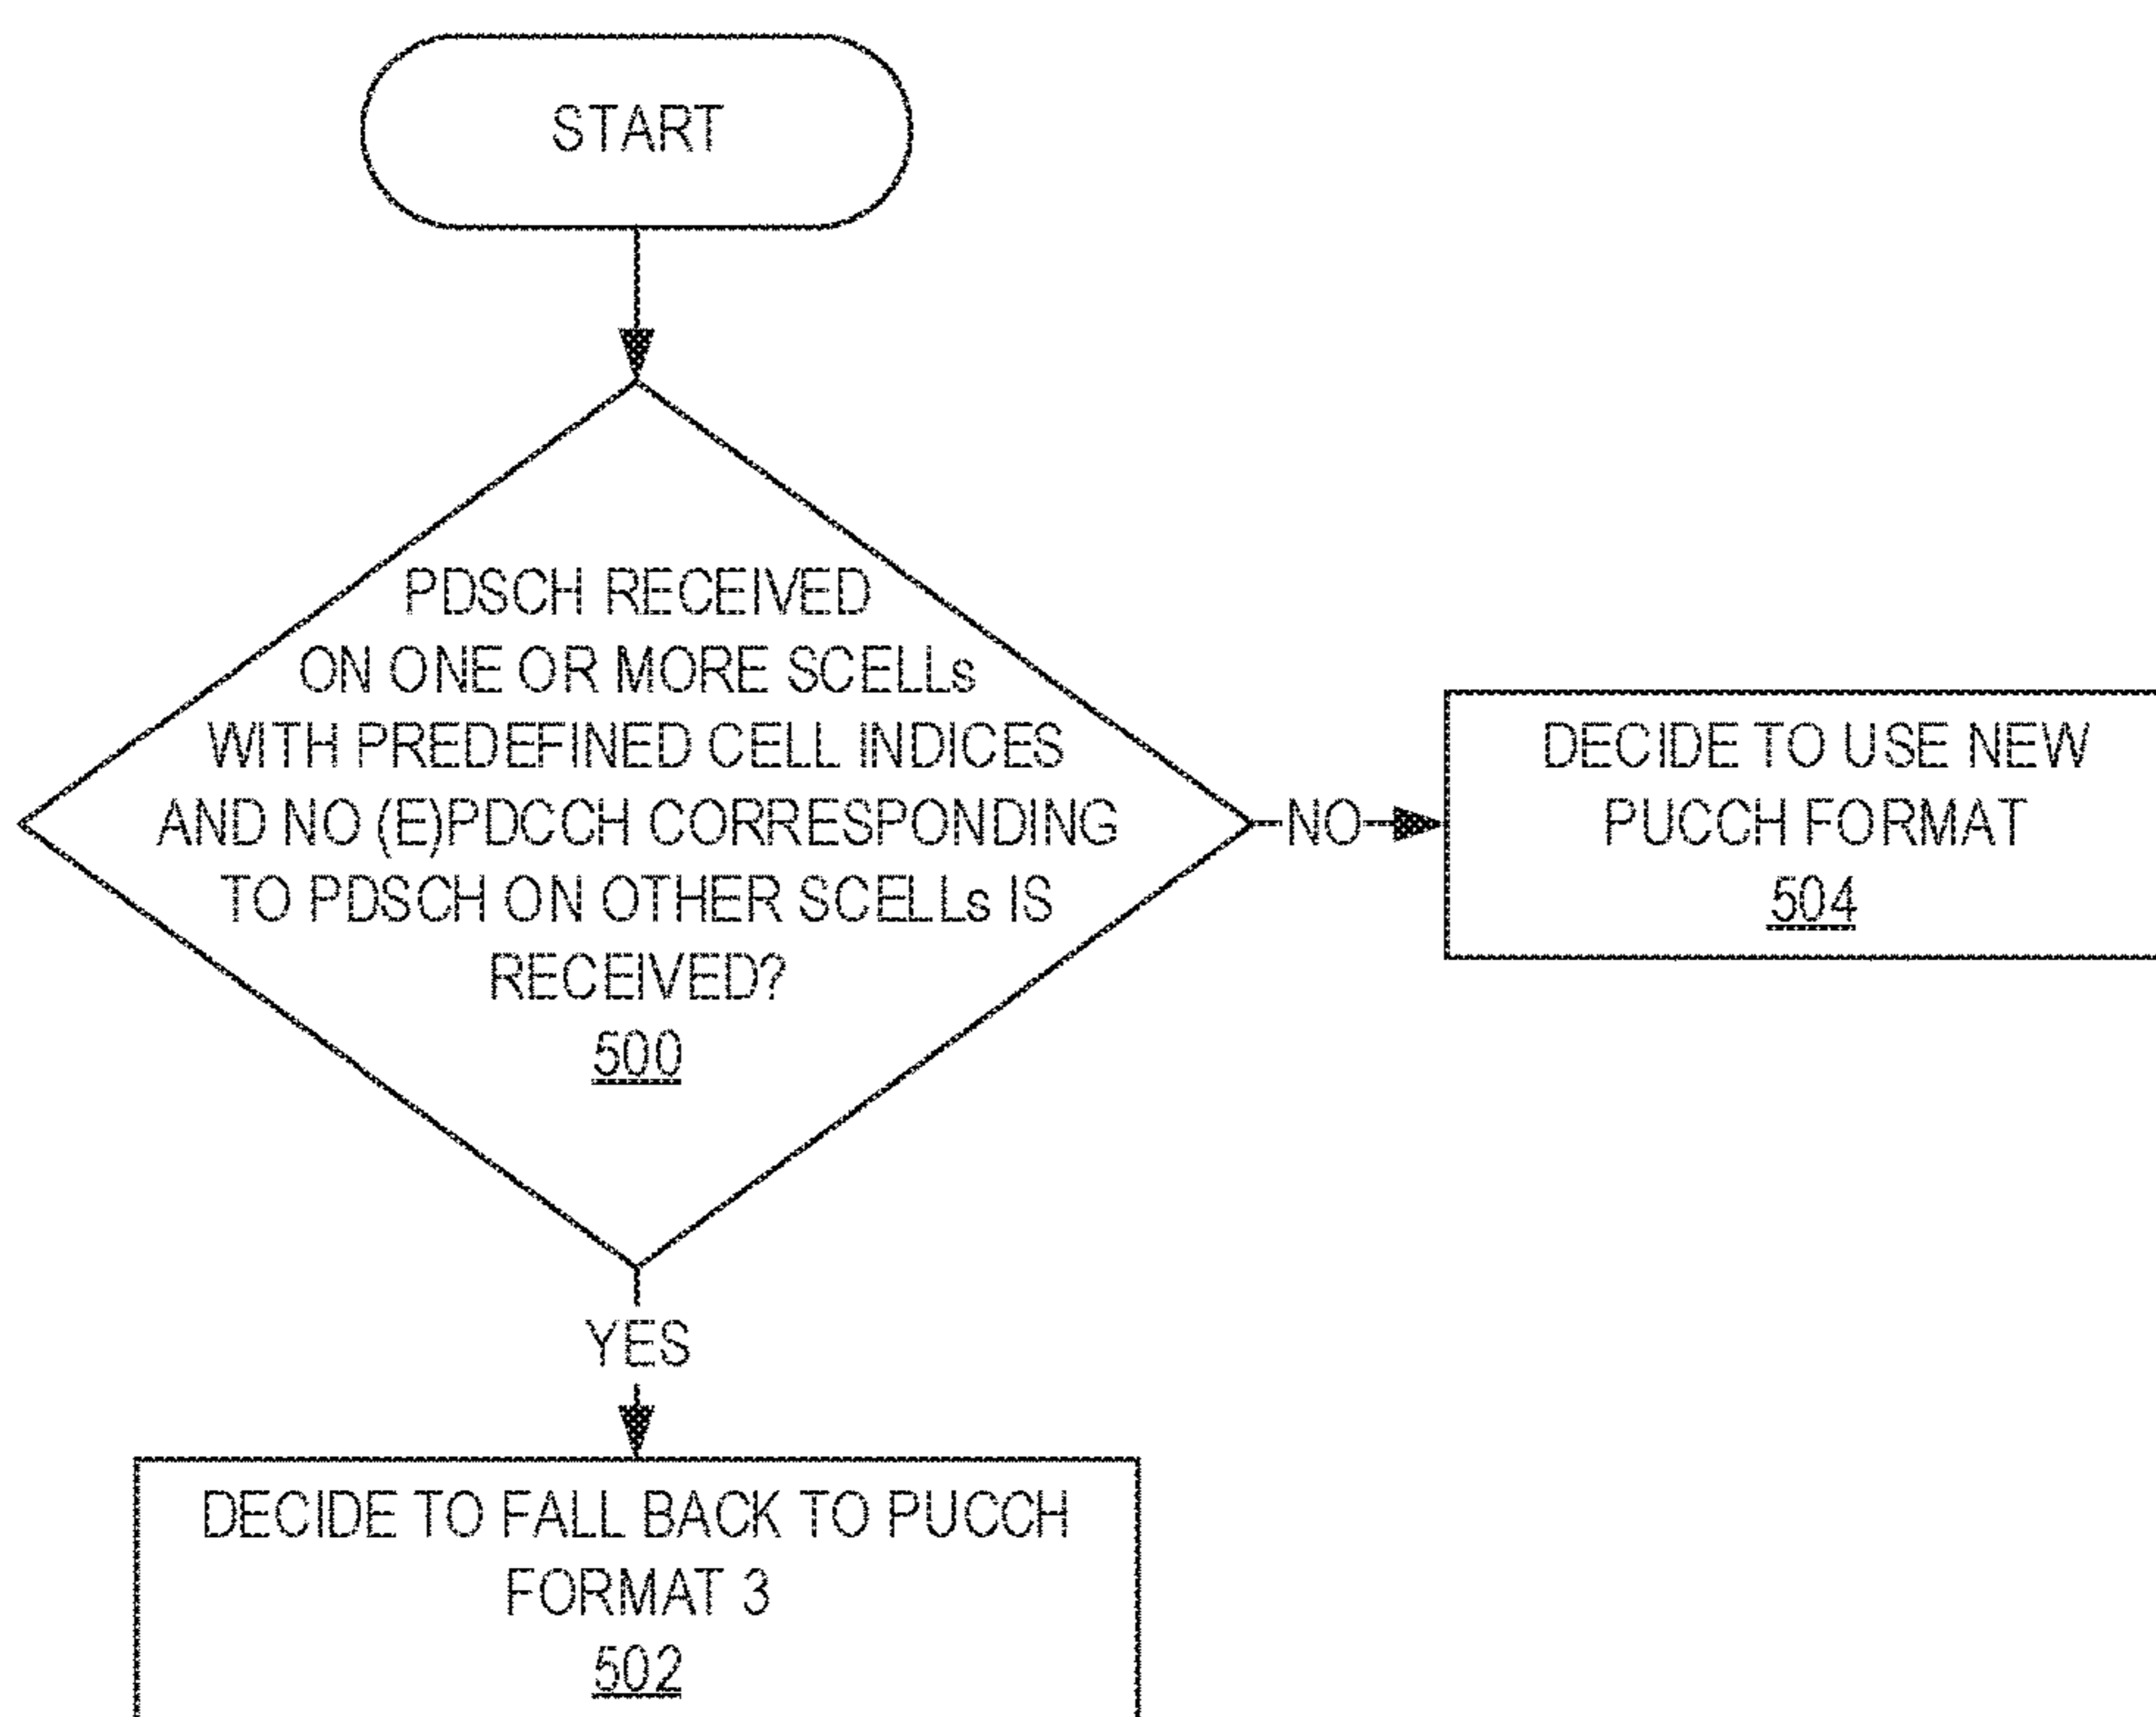 START
PDSCH RECEIVED
ON ONE OR MORE SCELLs
WITH PREDEFINED CELL INDICES
AND NO (E)PDCCH CORRESPONDING
TO PDSCH ON OTHER SCELLs IS
RECEIVED?
500
NO
DECIDE TO USE NEW
PUCCH FORMAT
504
YES
DECIDE TO FALL BACK TO PUCCH
FORMAT 3
502